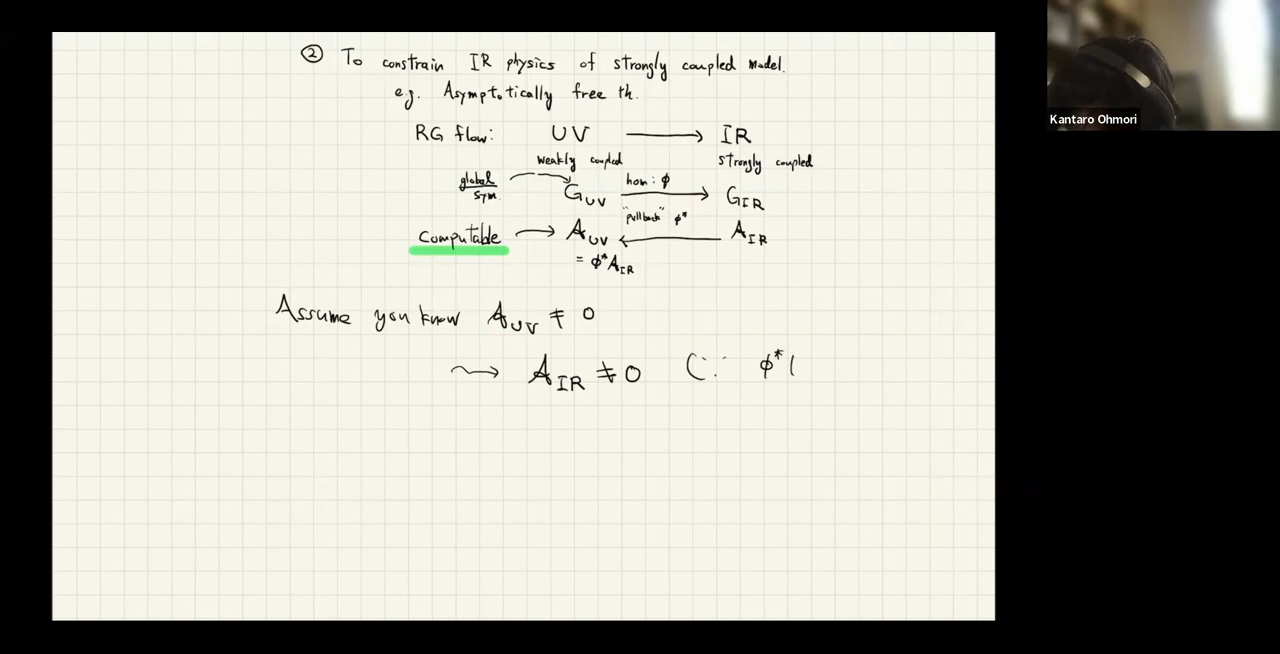 ② To constrain IR physics of strongly coupled model.
e.g. Asymptotically free th.
RG flow: UV ⟶ IR
weakly coupled strongly coupled
global sym. G_UV hom: φ ⟶ G_IR
"pullback" φ*
computable ⟶ A_UV ⟵ A_IR
= φ*A_IR
Assume you know A_UV ≠ 0
⇝ A_IR ≠ 0 (∵ φ*(
Kantaro Ohmori